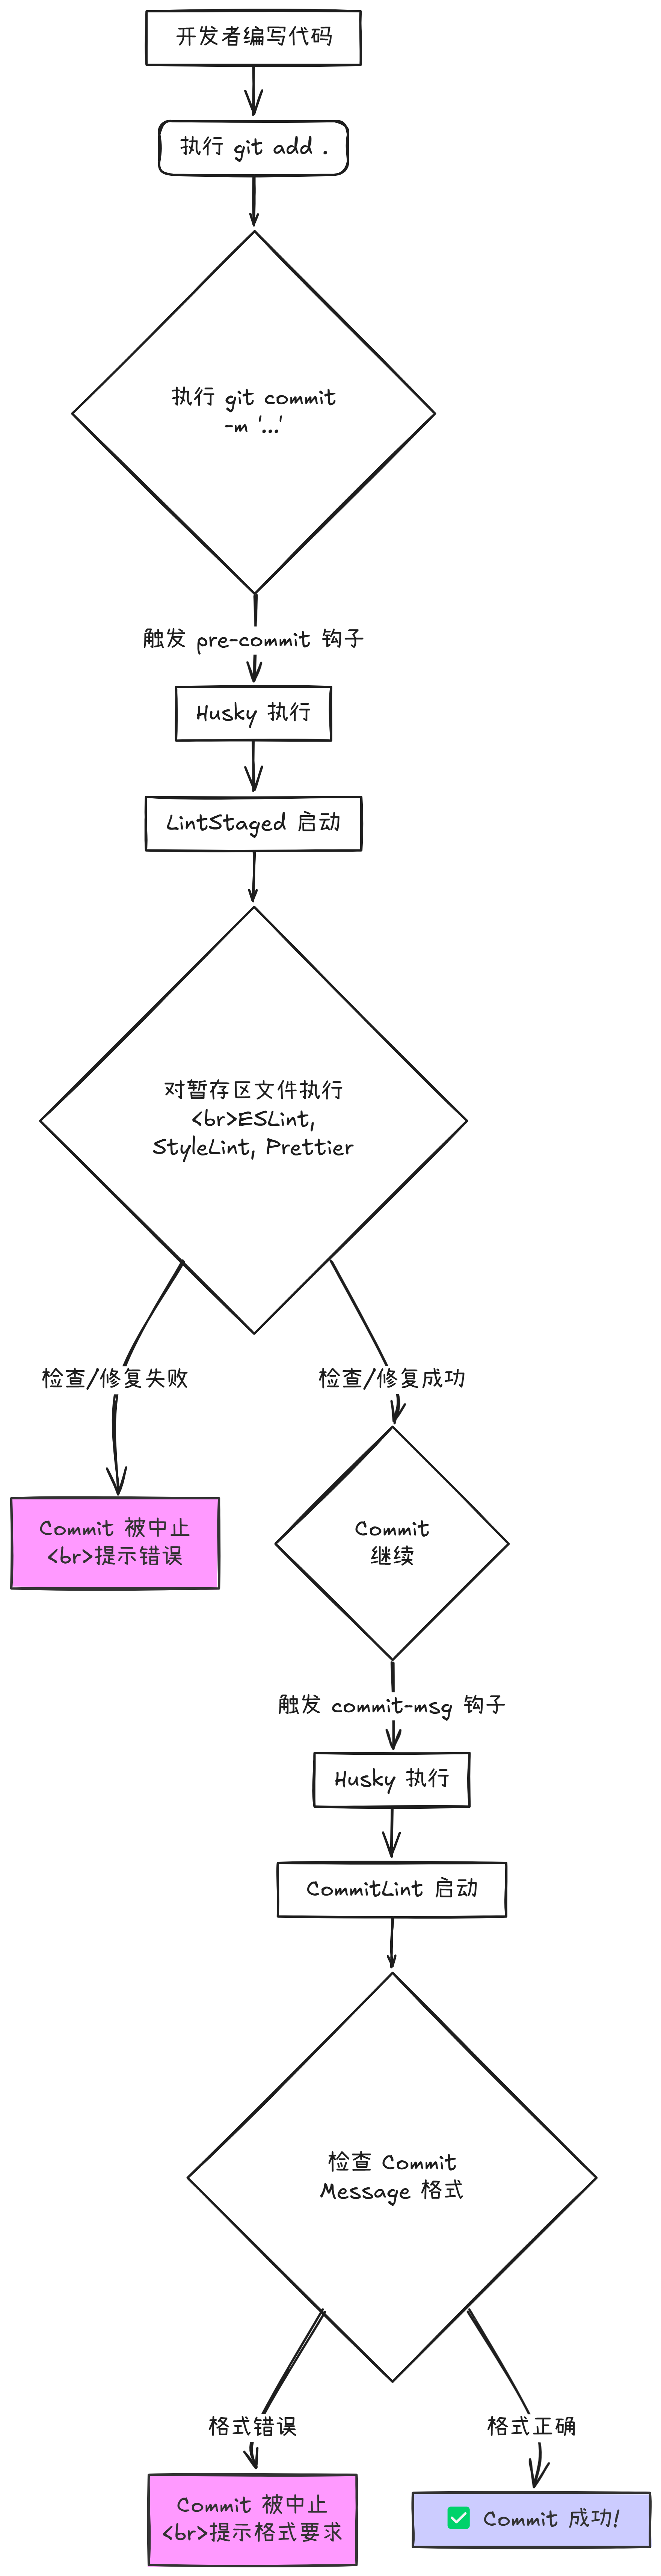 开发者编写代码
执行 git add .
执行 git commit
-m '...'
触发 pre-commit 钩子
Husky 执行
LintStaged 启动
对暂存区文件执行
<br>ESLint,
StyleLint, Prettier
检查/修复失败
检查/修复成功
Commit 被中止
<br>提示错误
Commit
继续
触发 commit-msg 钩子
Husky 执行
CommitLint 启动
检查 Commit
Message 格式
格式错误
格式正确
Commit 被中止
<br>提示格式要求
✅ Commit 成功!